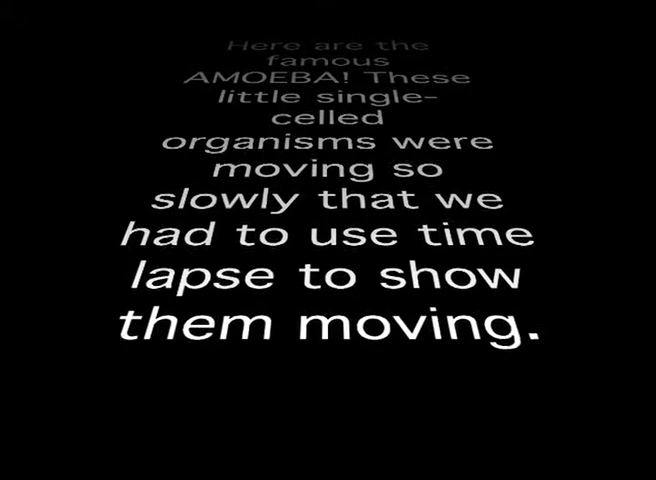 Here are the
famous
AMOEBA! These
little single-
celled
organisms were
moving so
slowly that we
had to use time
lapse to show
them moving.